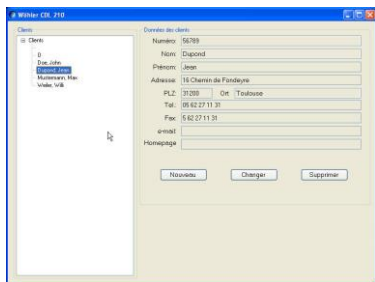 Wöhler CDL 210
Clients
Clients
0
Doe, John
Dupond, Jean
Mustermann, Max
Weiler, Willi
Données des clients
Numéro: 56789
Nom: Dupond
Prénom: Jean
Adresse: 16 Chemin de Fondeyre
PLZ: 31200 Ort Toulouse
Tel.: 05 62 27 11 31
Fax: 5 62 27 11 31
e-mail:
Homepage
Nouveau Changer Supprimer